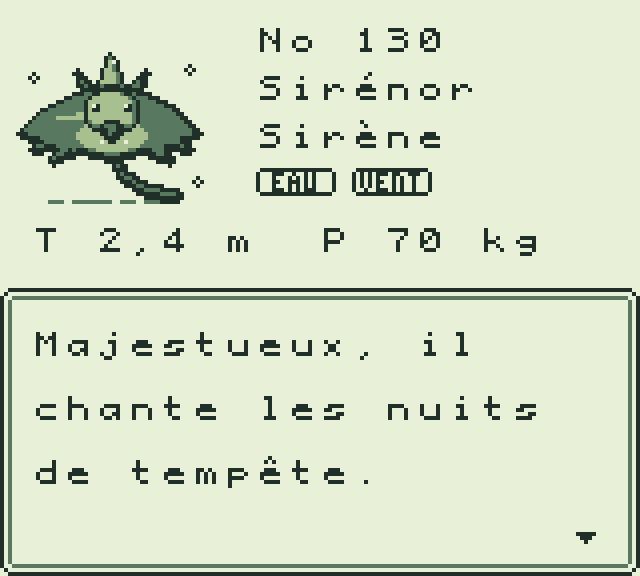 No 130
Sirénor
Sirène
EAU VENT
T 2,4 m P 70 kg
Majestueux, il
chante les nuits
de tempête.